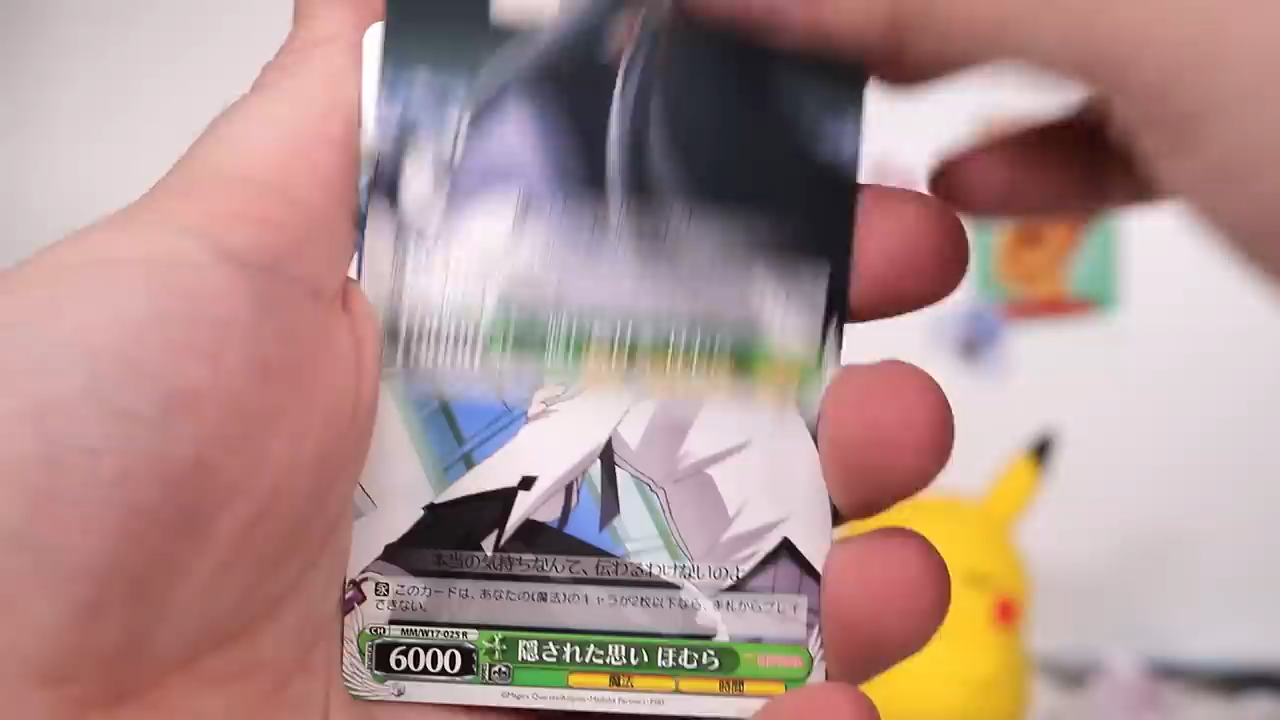 本当の気持ちなんて、伝わるわけないのよ
永 このカードは、あなたの《魔法》のキャラが2枚以下なら、手札からプレイ
できない。
CH MM/W17-025 R
6000 隠された思い ほむら
魔法 時間